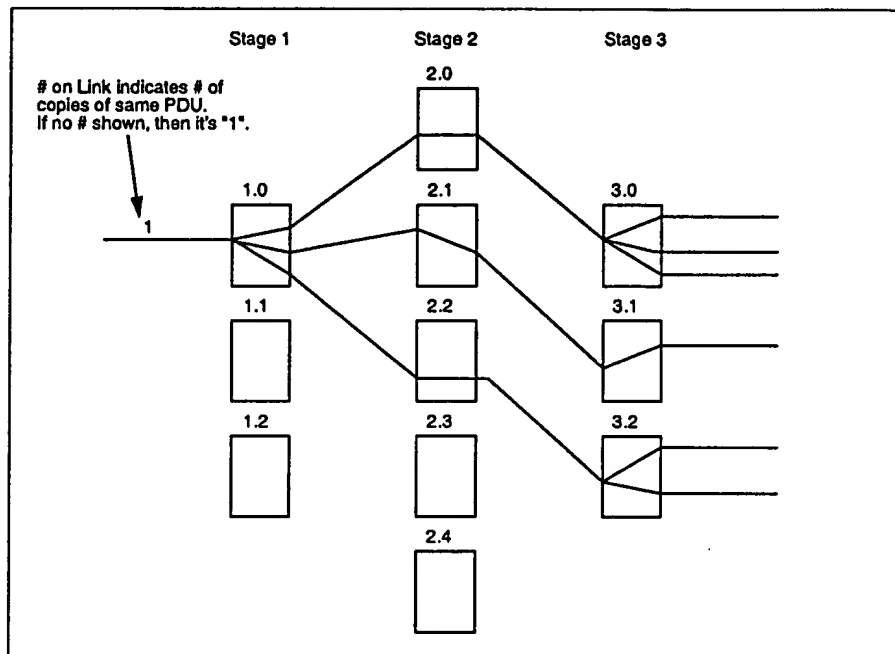 Stage 1
Stage 2
Stage 3
# on Link indicates # of
copies of same PDU.
If no # shown, then it's "1".
1
2.0
1.0
2.1
3.0
1.1
2.2
3.1
1.2
2.3
3.2
2.4